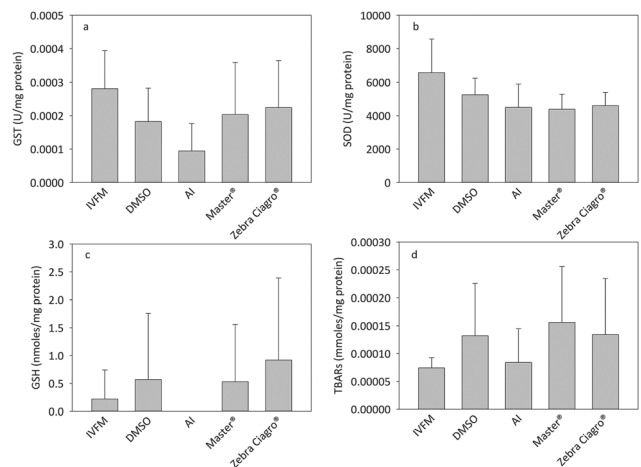 a
0.0005
0.0004
0.0003
0.0002
0.0001
0.0000
GST (U/mg protein)
IVFM
DMSO
AI
Master®
Zebra Ciagro®
b
10000
8000
6000
4000
2000
0
SOD (U/mg protein)
IVFM
DMSO
AI
Master®
Zebra Ciagro®
c
3.0
2.5
2.0
1.5
1.0
0.5
0.0
GSH (nmoles/mg protein)
IVFM
DMSO
AI
Master®
Zebra Ciagro®
d
0.00030
0.00025
0.00020
0.00015
0.00010
0.00005
0.00000
TBARs (mmoles/mg protein)
IVFM
DMSO
AI
Master®
Zebra Ciagro®